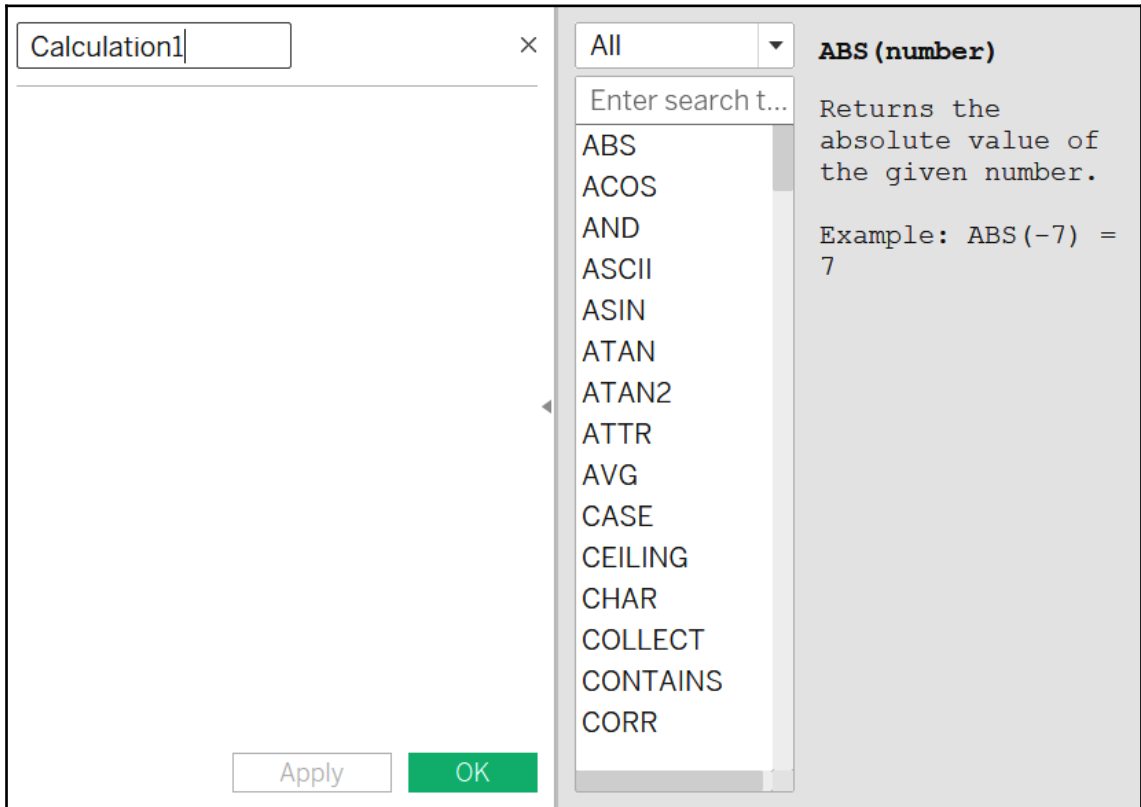 Calculation1
×
Apply
OK
All
Enter search t...
ABS
ACOS
AND
ASCII
ASIN
ATAN
ATAN2
ATTR
AVG
CASE
CEILING
CHAR
COLLECT
CONTAINS
CORR
ABS(number)
Returns the
absolute value of
the given number.
Example: ABS(-7) =
7